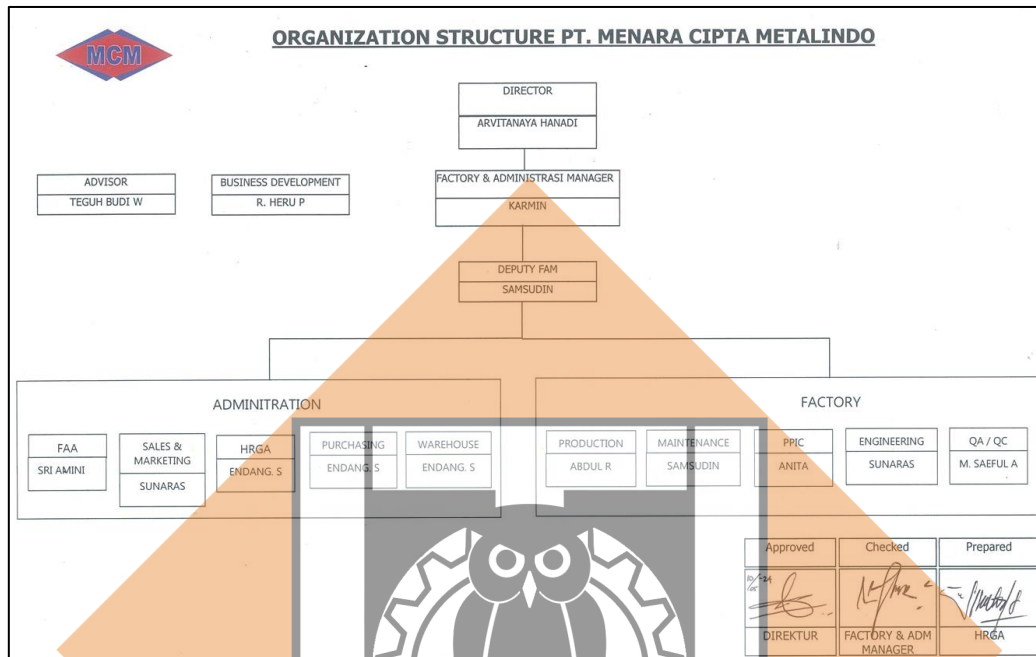 MCM
ORGANIZATION STRUCTURE PT. MENARA CIPTA METALINDO
DIRECTOR
ARVITANAYA HANADI
ADVISOR
TEGUH BUDI W
BUSINESS DEVELOPMENT
R. HERU P
FACTORY & ADMINISTRASI MANAGER
KARMIN
DEPUTY FAM
SAMSUDIN
ADMINITRATION
FAA
SRI AMINI
SALES &
MARKETING
SUNARAS
HRGA
ENDANG. S
PURCHASING
ENDANG. S
WAREHOUSE
ENDANG. S
FACTORY
PRODUCTION
ABDUL R
MAINTENANCE
SAMSUDIN
PPIC
ANITA
ENGINEERING
SUNARAS
QA / QC
M. SAEFUL A
Approved
Checked
Prepared
DIREKTUR
FACTORY & ADM
MANAGER
HRGA